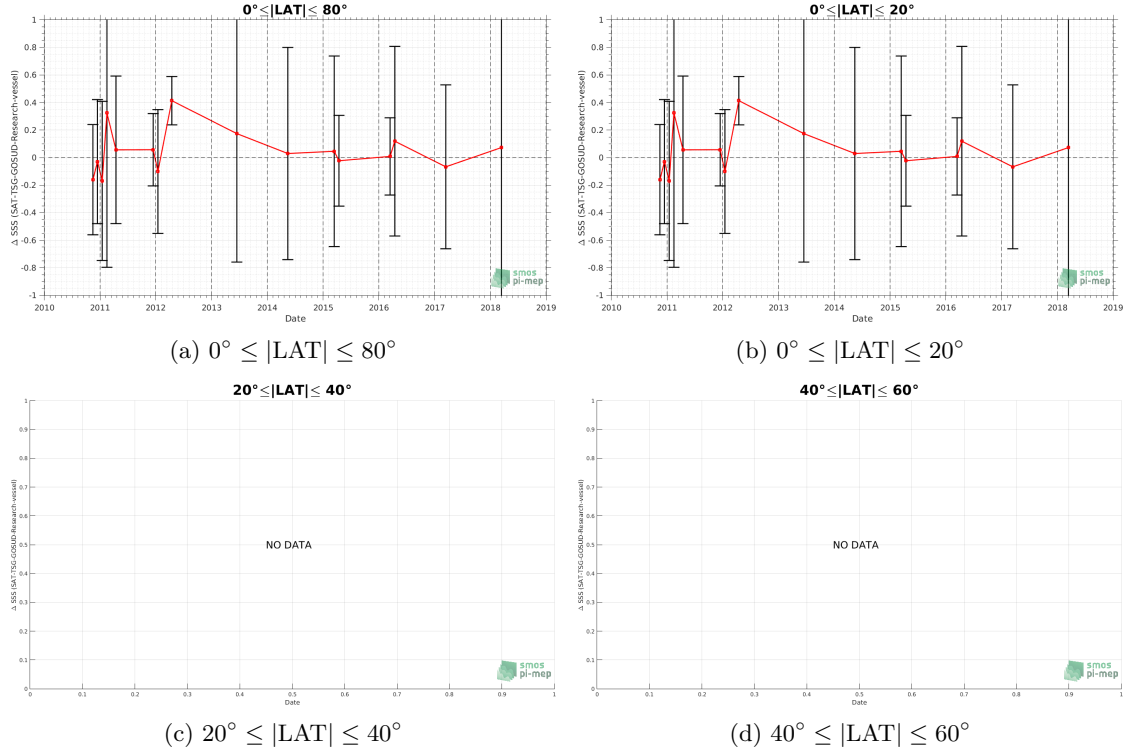 0°≤|LAT|≤ 80°
1
0.8
0.6
0.4
0.2
0
-0.2
-0.4
-0.6
-0.8
-1
Δ SSS (SAT-TSG-GOSUD-Research-vessel)
2010 2011 2012 2013 2014 2015 2016 2017 2018 2019
Date
smos
pi-mep
(a) 0° ≤ |LAT| ≤ 80°
0°≤|LAT|≤ 20°
1
0.8
0.6
0.4
0.2
0
-0.2
-0.4
-0.6
-0.8
-1
Δ SSS (SAT-TSG-GOSUD-Research-vessel)
2010 2011 2012 2013 2014 2015 2016 2017 2018 2019
Date
smos
pi-mep
(b) 0° ≤ |LAT| ≤ 20°
20°≤|LAT|≤ 40°
1
0.9
0.8
0.7
0.6
0.5
0.4
0.3
0.2
0.1
0
Δ SSS (SAT-TSG-GOSUD-Research-vessel)
NO DATA
0 0.1 0.2 0.3 0.4 0.5 0.6 0.7 0.8 0.9 1
Date
smos
pi-mep
(c) 20° ≤ |LAT| ≤ 40°
40°≤|LAT|≤ 60°
1
0.9
0.8
0.7
0.6
0.5
0.4
0.3
0.2
0.1
0
Δ SSS (SAT-TSG-GOSUD-Research-vessel)
NO DATA
0 0.1 0.2 0.3 0.4 0.5 0.6 0.7 0.8 0.9 1
Date
smos
pi-mep
(d) 40° ≤ |LAT| ≤ 60°